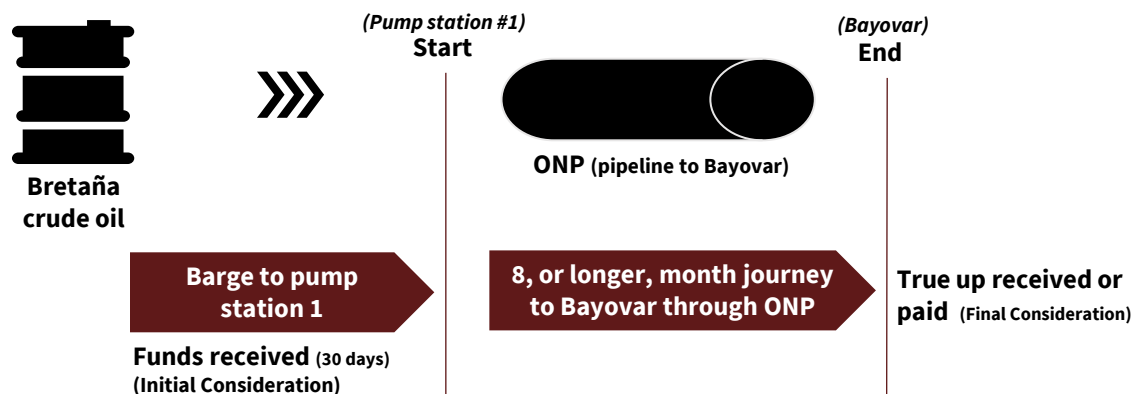 (Pump station #1)
Start
(Bayovar)
End
ONP (pipeline to Bayovar)
Bretaña
crude oil
Barge to pump
station 1
8, or longer, month journey
to Bayovar through ONP
True up received or
paid (Final Consideration)
Funds received (30 days)
(Initial Consideration)